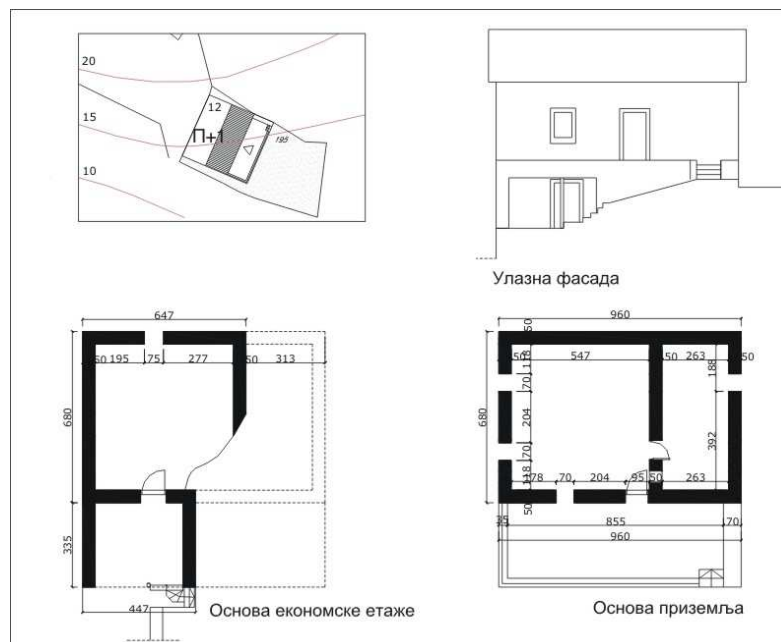 20
15
12
П+1
195
10
Улазна фасада
647
50 195 75 277 50 313
680
335
447
Основа економске етаже
960
50
50 547 50 263 50
118
70
188
204
680
392
70
118
178 70 204 95 50 263
50
35 855 70
960
Основа приземља